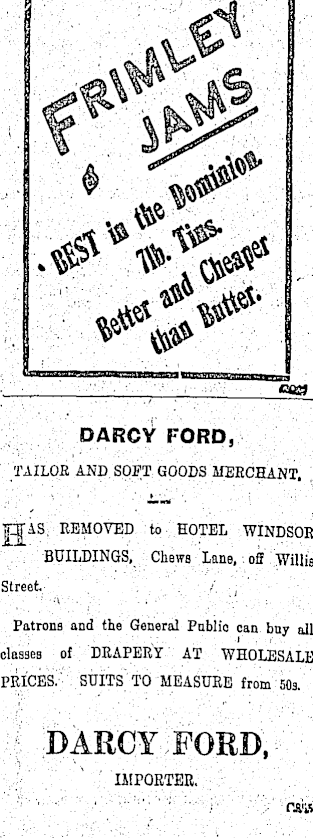 FRIMLEY
JAMS
BEST in the Dominion.
7lb. Tins.
Better and Cheaper
than Butter.
DARCY FORD,
TAILOR AND SOFT GOODS MERCHANT,
HAS REMOVED to HOTEL WINDSOR
BUILDINGS, Chews Lane, off Willis
Street.
Patrons and the General Public can buy all
classes of DRAPERY AT WHOLESALE
PRICES. SUITS TO MEASURE from 50s.
DARCY FORD,
IMPORTER.